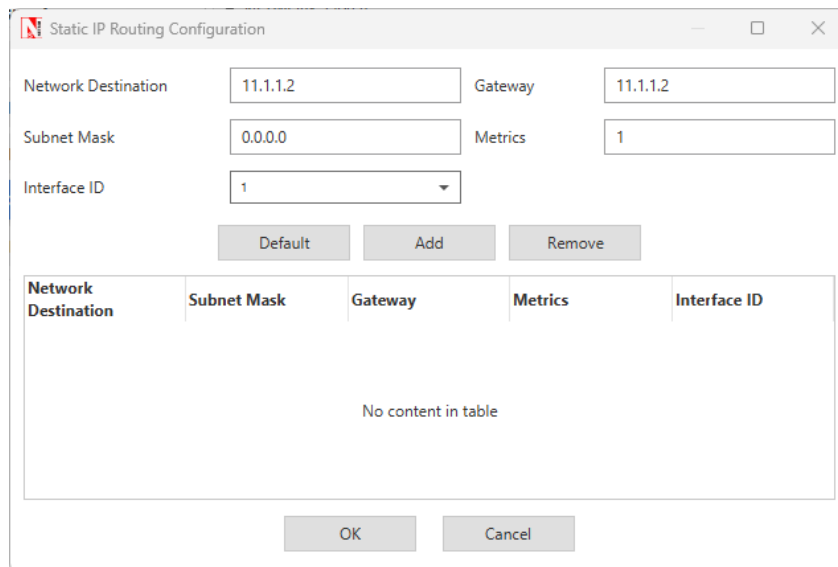 Static IP Routing Configuration
Network Destination 11.1.1.2 Gateway 11.1.1.2
Subnet Mask 0.0.0.0 Metrics 1
Interface ID 1
Default Add Remove
Network Destination Subnet Mask Gateway Metrics Interface ID
No content in table
OK Cancel